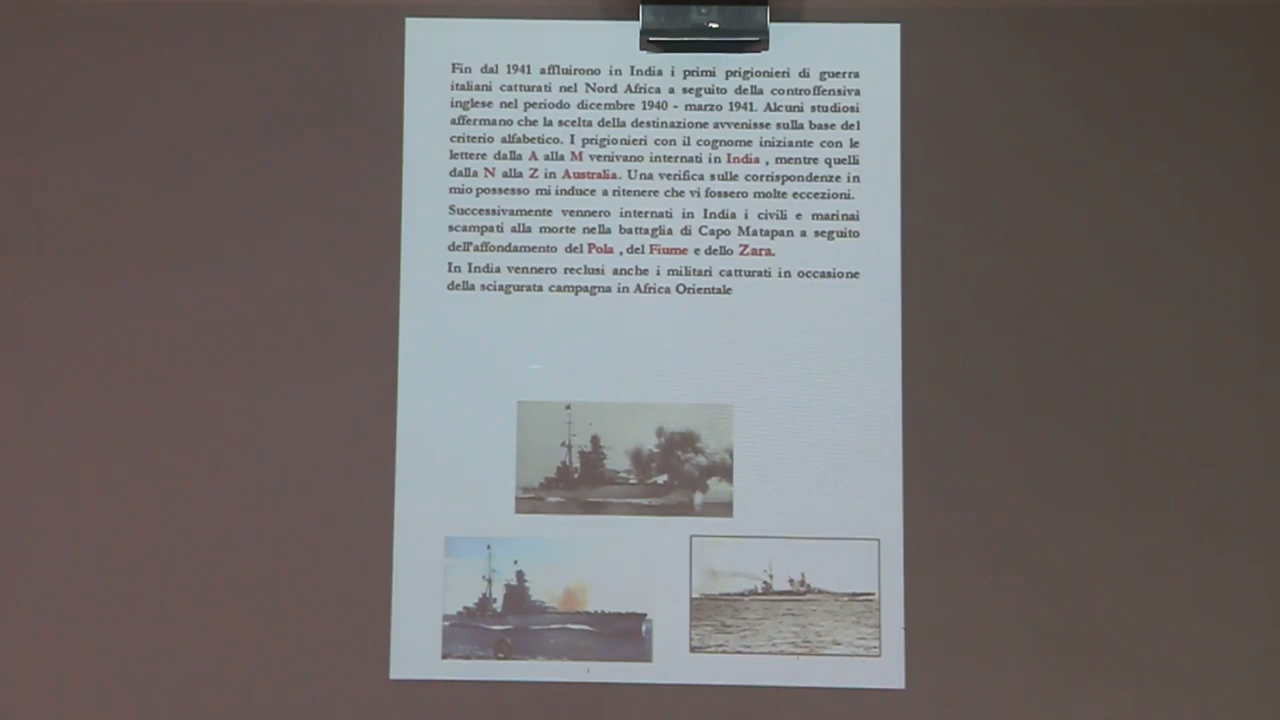 Fin dal 1941 affluirono in India i primi prigionieri di guerra
italiani catturati nel Nord Africa a seguito della controffensiva
inglese nel periodo dicembre 1940 - marzo 1941. Alcuni studiosi
affermano che la scelta della destinazione avvenisse sulla base del
criterio alfabetico. I prigionieri con il cognome iniziante con le
lettere dalla A alla M venivano internati in India , mentre quelli
dalla N alla Z in Australia. Una verifica sulle corrispondenze in
mio possesso mi induce a ritenere che vi fossero molte eccezioni.
Successivamente vennero internati in India i civili e marinai
scampati alla morte nella battaglia di Capo Matapan a seguito
dell'affondamento del Pola , del Fiume e dello Zara.
In India vennero reclusi anche i militari catturati in occasione
della sciagurata campagna in Africa Orientale